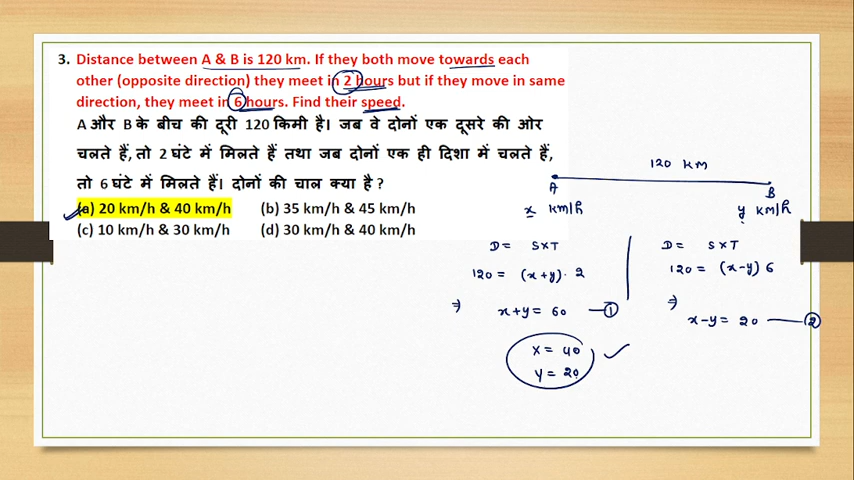 3. Distance between A & B is 120 km. If they both move towards each
other (opposite direction) they meet in 2 hours but if they move in same
direction, they meet in 6 hours. Find their speed.
A और B के बीच की दूरी 120 किमी है। जब वे दोनों एक दूसरे की ओर
चलते हैं, तो 2 घंटे में मिलते हैं तथा जब दोनों एक ही दिशा में चलते हैं,
तो 6 घंटे में मिलते हैं। दोनों की चाल क्या है ?
(a) 20 km/h & 40 km/h (b) 35 km/h & 45 km/h
(c) 10 km/h & 30 km/h (d) 30 km/h & 40 km/h
120 KM
A B
x km/h y km/h
D = S×T D = S×T
120 = (x+y)· 2 120 = (x-y) 6
⇒ x+y = 60 — ① ⇒ x-y = 20 — ②
x = 40
y = 20